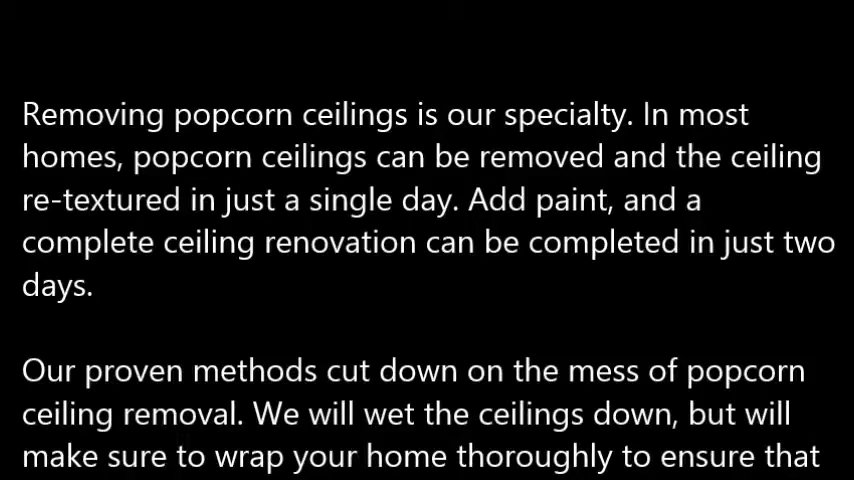 Removing popcorn ceilings is our specialty. In most
homes, popcorn ceilings can be removed and the ceiling
re-textured in just a single day. Add paint, and a
complete ceiling renovation can be completed in just two
days.
Our proven methods cut down on the mess of popcorn
ceiling removal. We will wet the ceilings down, but will
make sure to wrap your home thoroughly to ensure that